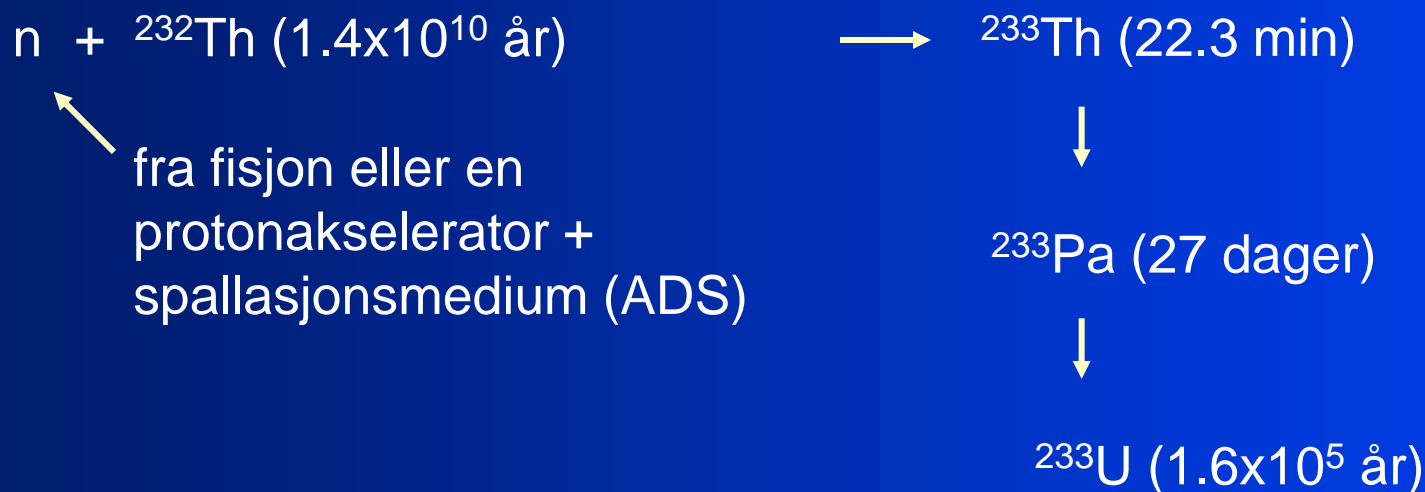 n + ²³²Th (1.4x10¹⁰ år) → ²³³Th (22.3 min)
fra fisjon eller en
protonakselerator +
spallasjonsmedium (ADS)
²³³Pa (27 dager)
²³³U (1.6x10⁵ år)